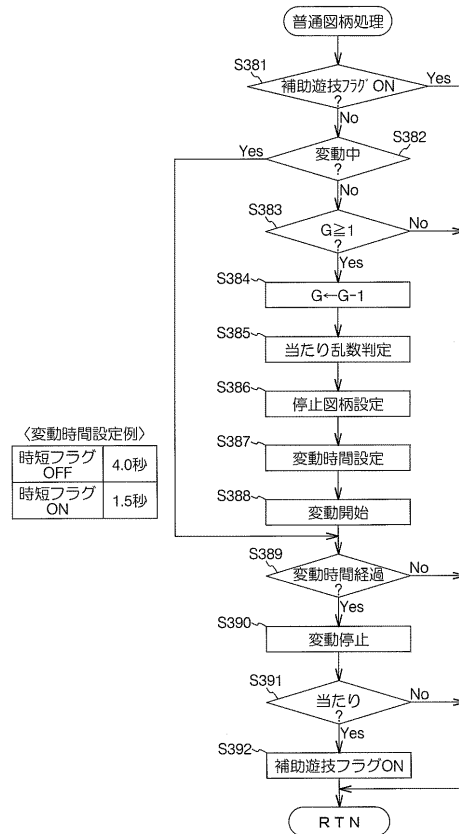 普通図柄処理
S381
補助遊技フラグON
?
Yes
No
S382
変動中
?
Yes
No
S383
G≧1
?
No
Yes
S384
G←G-1
S385
当たり乱数判定
S386
停止図柄設定
〈変動時間設定例〉
時短フラグ
OFF
4.0秒
時短フラグ
ON
1.5秒
S387
変動時間設定
S388
変動開始
S389
変動時間経過
?
No
Yes
S390
変動停止
S391
当たり
?
No
Yes
S392
補助遊技フラグON
RTN